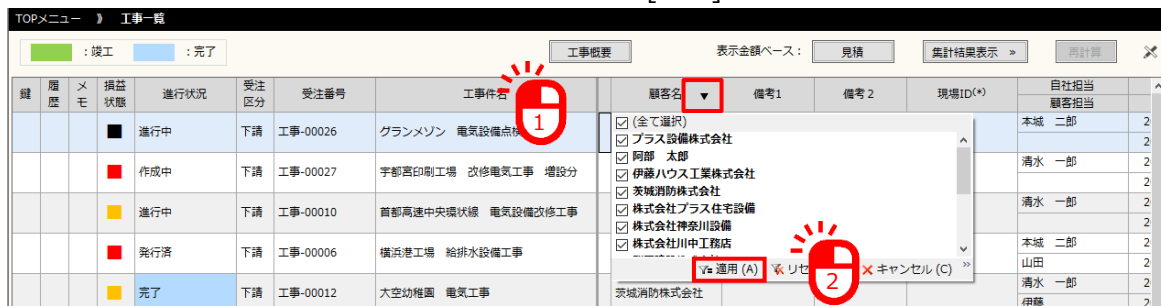 TOPメニュー 》 工事一覧
：竣工 ：完了 工事概要 表示金額ベース： 見積 集計結果表示 » 再計算
鍵 履歴 メモ 損益状態 進行状況 受注区分 受注番号 工事件名 顧客名 ▼ 備考1 備考2 現場ID(*) 自社担当
顧客担当
進行中 下請 工事-00026 グランメゾン 電気設備点検 本城 二郎
作成中 下請 工事-00027 宇都宮印刷工場 改修電気工事 増設分 清水 一郎
進行中 下請 工事-00010 首都高速中央環状線 電気設備改修工事 清水 一郎
発行済 下請 工事-00006 横浜港工場 給排水設備工事 本城 二郎
山田
完了 下請 工事-00012 大空幼稚園 電気工事 茨城消防株式会社 清水 一郎
伊藤
(全て選択)
プラス設備株式会社
阿部 太郎
伊藤ハウス工業株式会社
茨城消防株式会社
株式会社プラス住宅設備
株式会社神奈川設備
株式会社川中工務店
適用 (A) リセ キャンセル (C) »
1
2